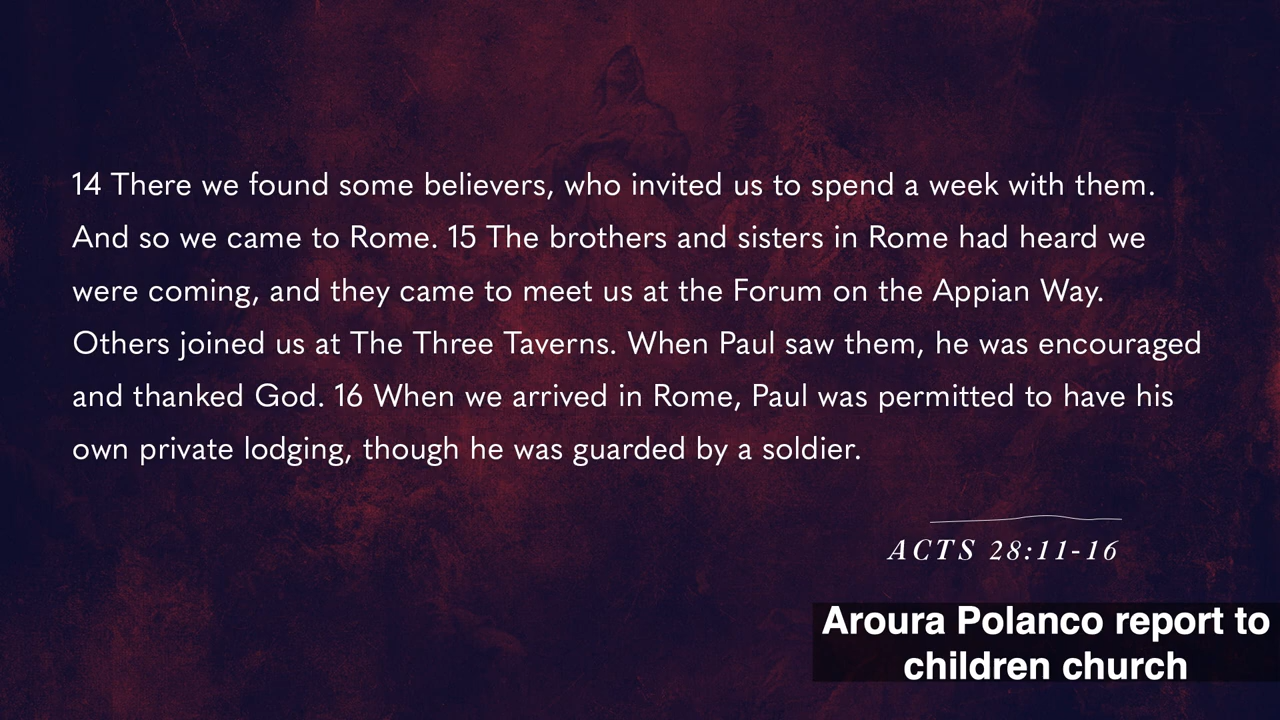 14 There we found some believers, who invited us to spend a week with them.
And so we came to Rome. 15 The brothers and sisters in Rome had heard we
were coming, and they came to meet us at the Forum on the Appian Way.
Others joined us at The Three Taverns. When Paul saw them, he was encouraged
and thanked God. 16 When we arrived in Rome, Paul was permitted to have his
own private lodging, though he was guarded by a soldier.
ACTS 28:11-16
Aroura Polanco report to
children church